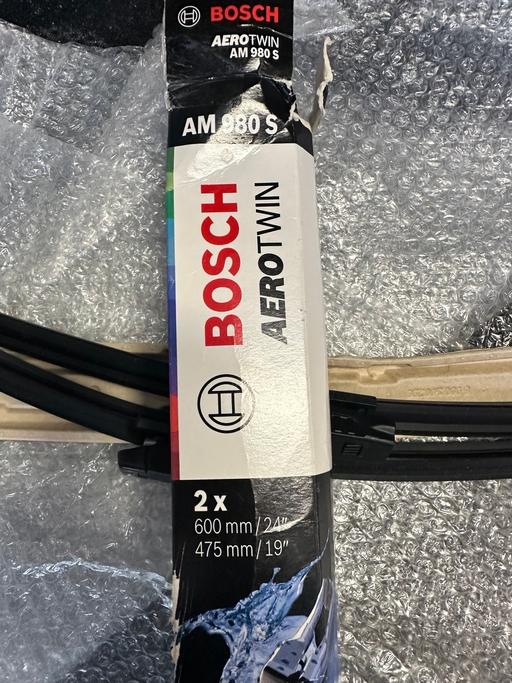 BOSCH
AEROTWIN
AM 980 S
AM 980 S
BOSCH
AEROTWIN
2 x
600 mm / 24"
475 mm / 19"